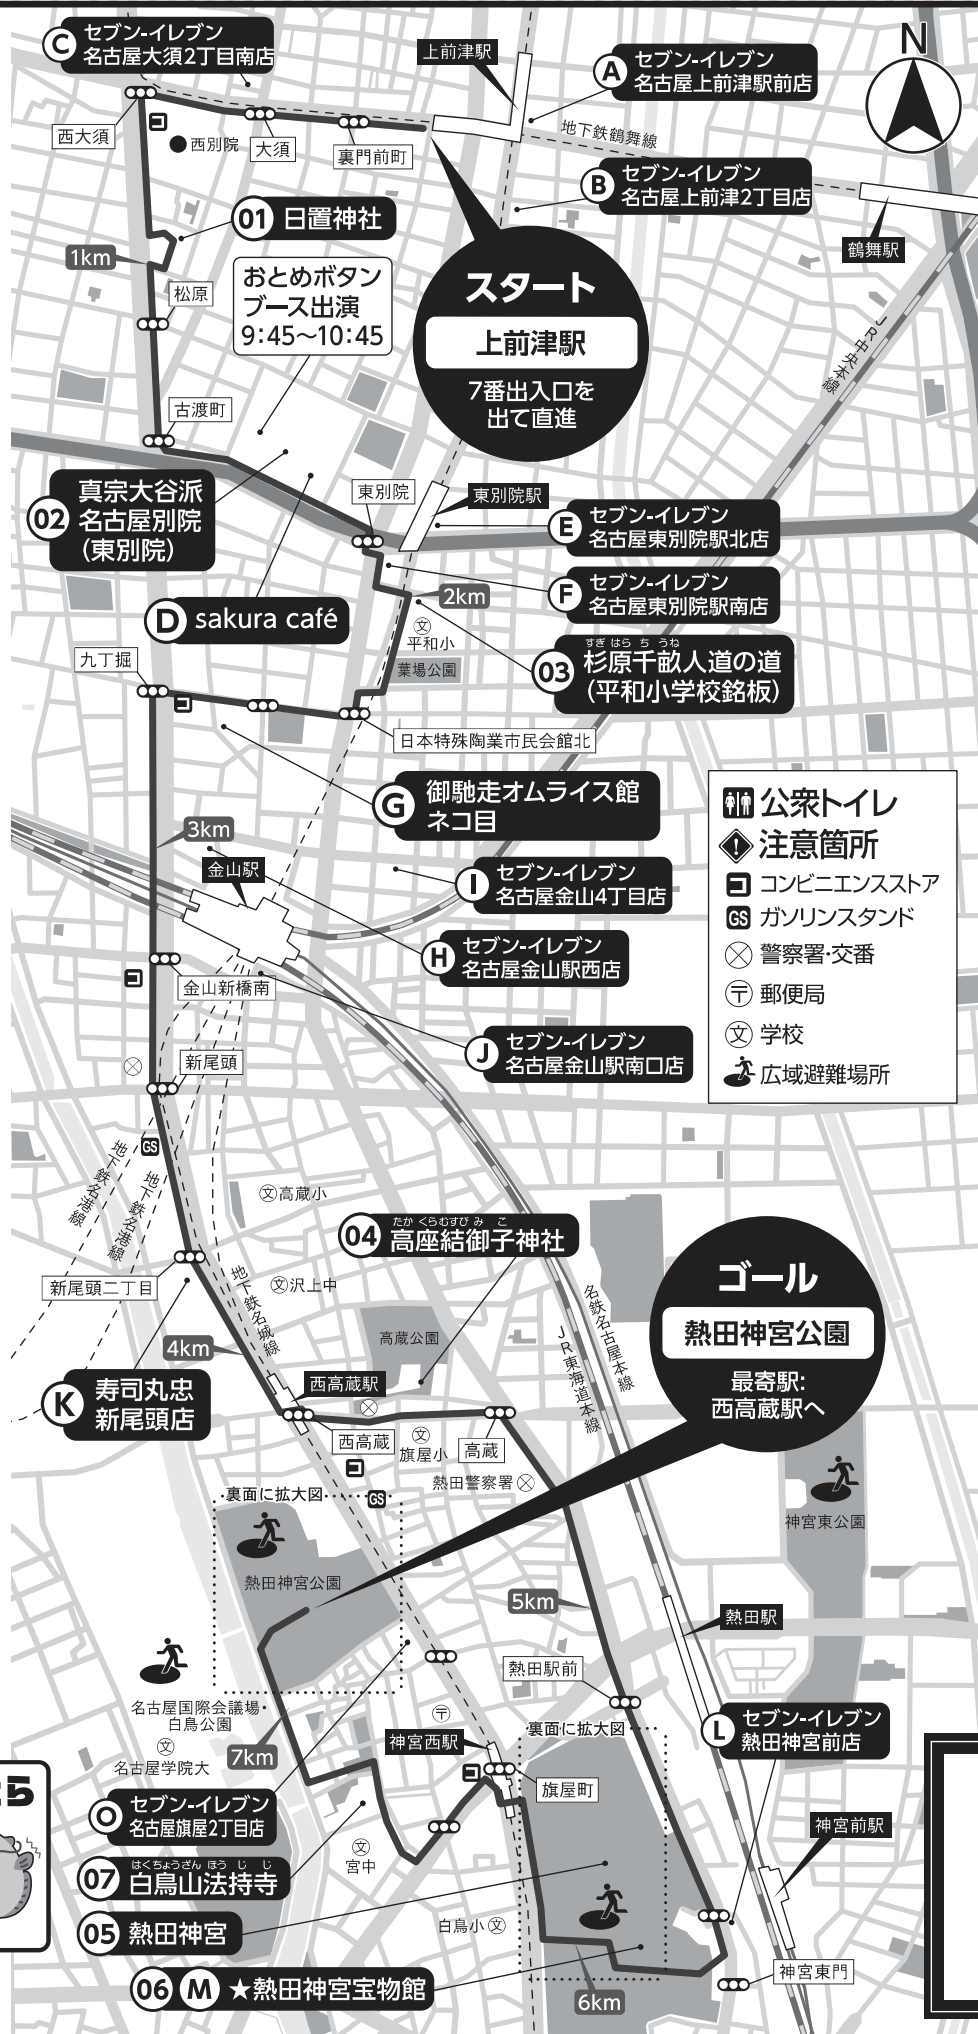 C セブン-イレブン
名古屋大須2丁目南店
上前津駅
N
A セブン-イレブン
名古屋上前津駅前店
地下鉄鶴舞線
西大須
西別院
大須
裏門前町
B セブン-イレブン
名古屋上前津2丁目店
01 日置神社
鶴舞駅
1km
松原
おとめボタン
ブース出演
9:45〜10:45
スタート
上前津駅
7番出入口を
出て直進
JR中央本線
古渡町
02 真宗大谷派
名古屋別院
(東別院)
東別院
東別院駅
E セブン-イレブン
名古屋東別院駅北店
F セブン-イレブン
名古屋東別院駅南店
D sakura café
2km
文
平和小
葉場公園
すぎはらちうね
03 杉原千畝人道の道
(平和小学校銘板)
九丁掘
日本特殊陶業市民会館北
G 御馳走オムライス館
ネコ目
3km
金山駅
I セブン-イレブン
名古屋金山4丁目店
H セブン-イレブン
名古屋金山駅西店
金山新橋南
J セブン-イレブン
名古屋金山駅南口店
公衆トイレ
注意箇所
コンビニエンスストア
GS ガソリンスタンド
警察署・交番
〒 郵便局
文 学校
広域避難場所
新尾頭
GS
地下鉄名港線
地下鉄名港線
文高蔵小
たかくらむすびみこ
04 高座結御子神社
新尾頭二丁目
地下鉄名城線
文沢上中
高蔵公園
JR東海道本線
名鉄名古屋本線
ゴール
熱田神宮公園
最寄駅:
西高蔵駅へ
4km
K 寿司丸忠
新尾頭店
西高蔵駅
西高蔵
文
旗屋小
高蔵
熱田警察署
GS
裏面に拡大図
熱田神宮公園
神宮東公園
5km
熱田駅
熱田駅前
名古屋国際会議場・
白鳥公園
文
名古屋学院大
7km
〒
神宮西駅
裏面に拡大図
旗屋町
L セブン-イレブン
熱田神宮前店
O セブン-イレブン
名古屋旗屋2丁目店
文
宮中
神宮前駅
はくちょうざんほうじじ
07 白鳥山法持寺
05 熱田神宮
白鳥小文
06 M ★熱田神宮宝物館
6km
神宮東門